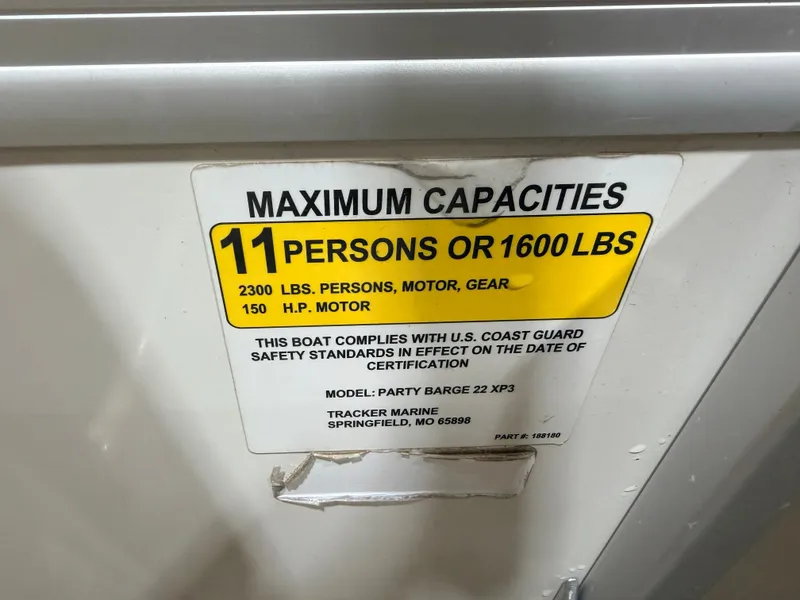 MAXIMUM CAPACITIES
11 PERSONS OR 1600 LBS
2300 LBS. PERSONS, MOTOR, GEAR
150 H.P. MOTOR
THIS BOAT COMPLIES WITH U.S. COAST GUARD
SAFETY STANDARDS IN EFFECT ON THE DATE OF
CERTIFICATION
MODEL: PARTY BARGE 22 XP3
TRACKER MARINE
SPRINGFIELD, MO 65898
PART #: 188180